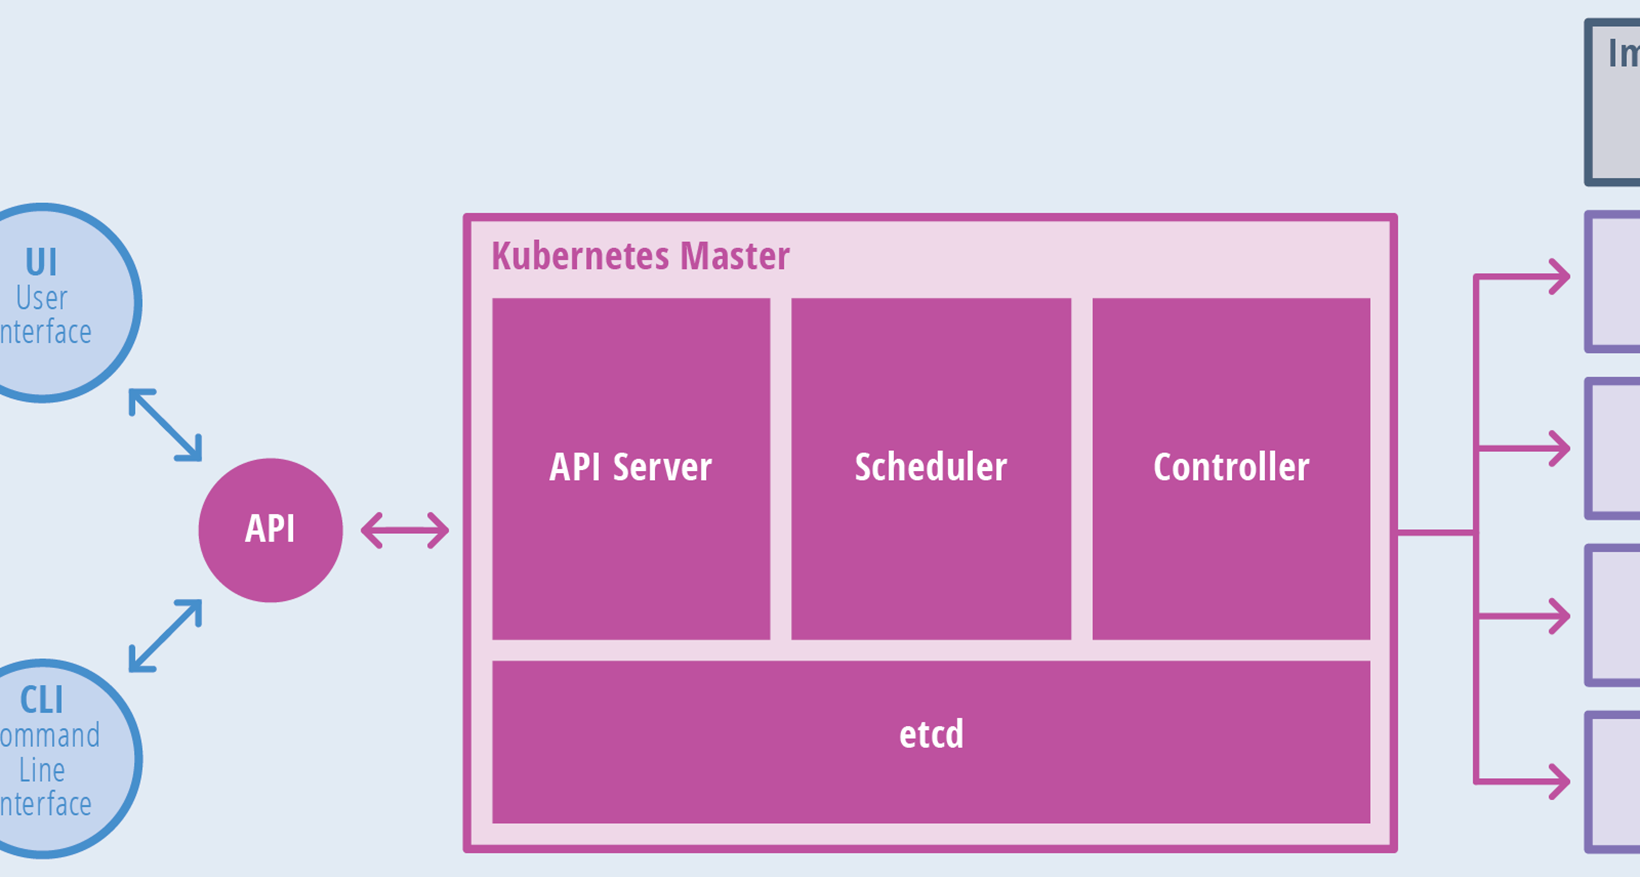 UI
User
nterface
API
CLI
ommand
Line
nterface
Kubernetes Master
API Server
Scheduler
Controller
etcd
Im